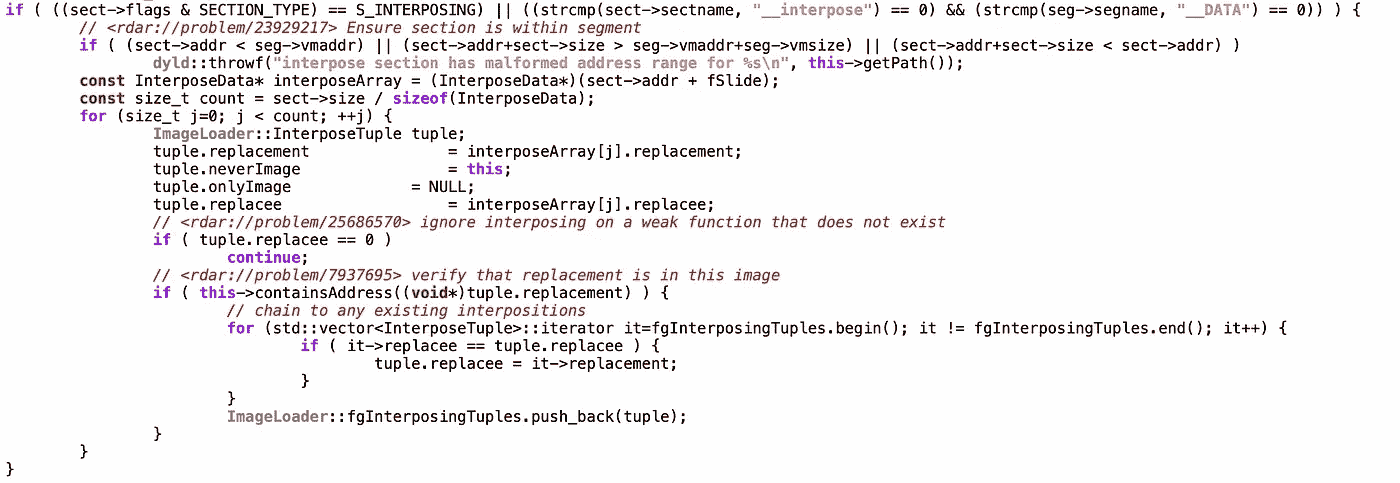 if ( ((sect->flags & SECTION_TYPE) == S_INTERPOSING) || ((strcmp(sect->sectname, "__interpose") == 0) && (strcmp(seg->segname, "__DATA") == 0)) ) {
// <rdar://problem/23929217> Ensure section is within segment
if ( (sect->addr < seg->vmaddr) || (sect->addr+sect->size > seg->vmaddr+seg->vmsize) || (sect->addr+sect->size < sect->addr) )
dyld::throwf("interpose section has malformed address range for %s\n", this->getPath());
const InterposeData* interposeArray = (InterposeData*)(sect->addr + fSlide);
const size_t count = sect->size / sizeof(InterposeData);
for (size_t j=0; j < count; ++j) {
ImageLoader::InterposeTuple tuple;
tuple.replacement = interposeArray[j].replacement;
tuple.neverImage = this;
tuple.onlyImage = NULL;
tuple.replacee = interposeArray[j].replacee;
// <rdar://problem/25686570> ignore interposing on a weak function that does not exist
if ( tuple.replacee == 0 )
continue;
// <rdar://problem/7937695> verify that replacement is in this image
if ( this->containsAddress((void*)tuple.replacement) ) {
// chain to any existing interpositions
for (std::vector<InterposeTuple>::iterator it=fgInterposingTuples.begin(); it != fgInterposingTuples.end(); it++) {
if ( it->replacee == tuple.replacee ) {
tuple.replacee = it->replacement;
}
}
ImageLoader::fgInterposingTuples.push_back(tuple);
}
}
}